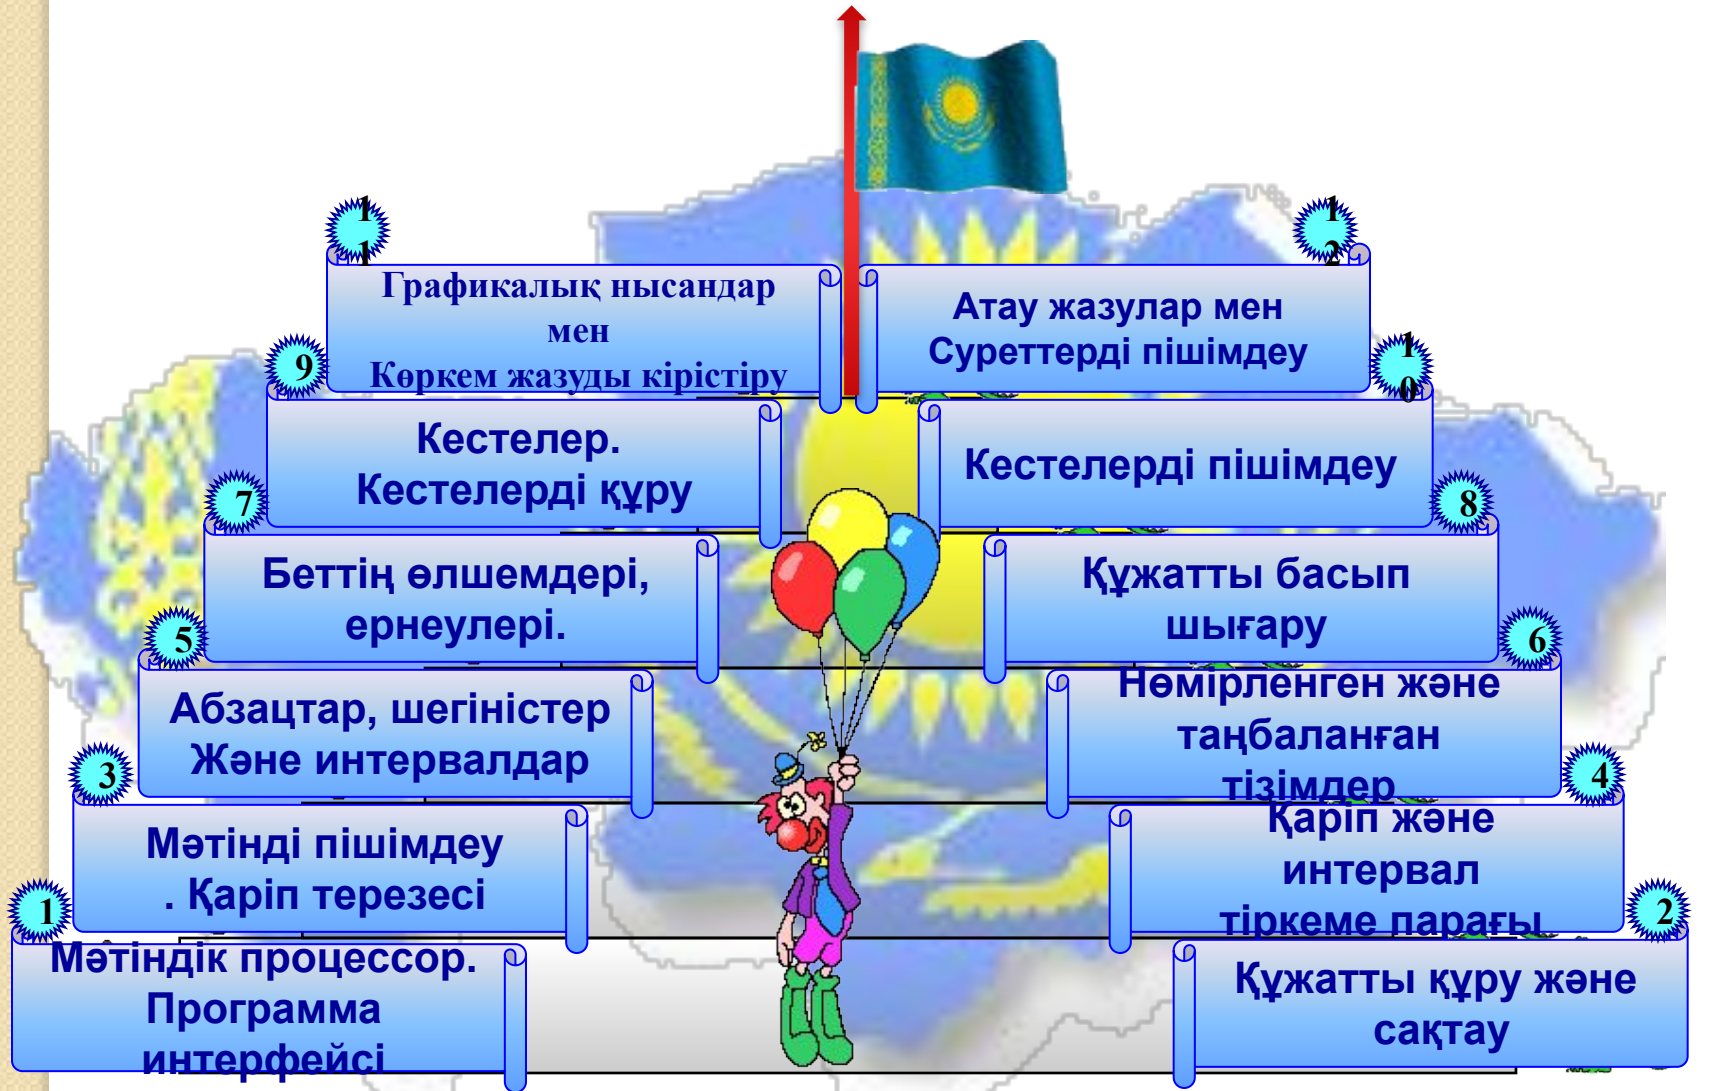 11
Графикалық нысандар
мен
Көркем жазуды кірістіру
12
Атау жазулар мен
Суреттерді пішімдеу
9
Кестелер.
Кестелерді құру
10
Кестелерді пішімдеу
7
Беттің өлшемдері,
ернеулері.
8
Құжатты басып
шығару
5
Абзацтар, шегіністер
Және интервалдар
6
Нөмірленген және
таңбаланған
тізімдер
3
Мәтінді пішімдеу
. Қаріп терезесі
4
Қаріп және
интервал
тіркеме парағы
1
Мәтіндік процессор.
Программа
интерфейсі
2
Құжатты құру және
сақтау